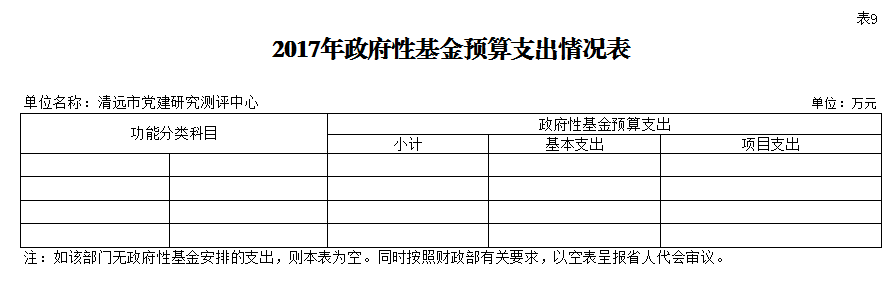 表9
2017年政府性基金预算支出情况表
单位名称：清远市党建研究测评中心 单位：万元
功能分类科目 政府性基金预算支出
小计 基本支出 项目支出
注：如该部门无政府性基金安排的支出，则本表为空。同时按照财政部有关要求，以空表呈报省人代会审议。